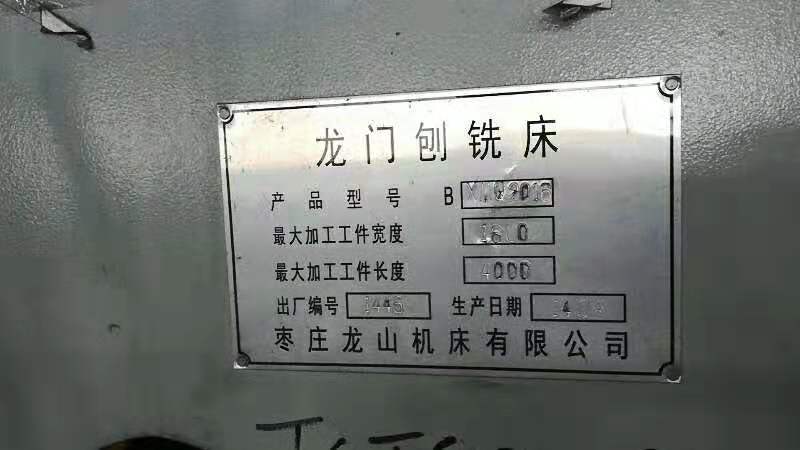 龙门刨铣床
产品型号 B
最大加工工件宽度
最大加工工件长度 4000
出厂编号 1445 生产日期
枣庄龙山机床有限公司